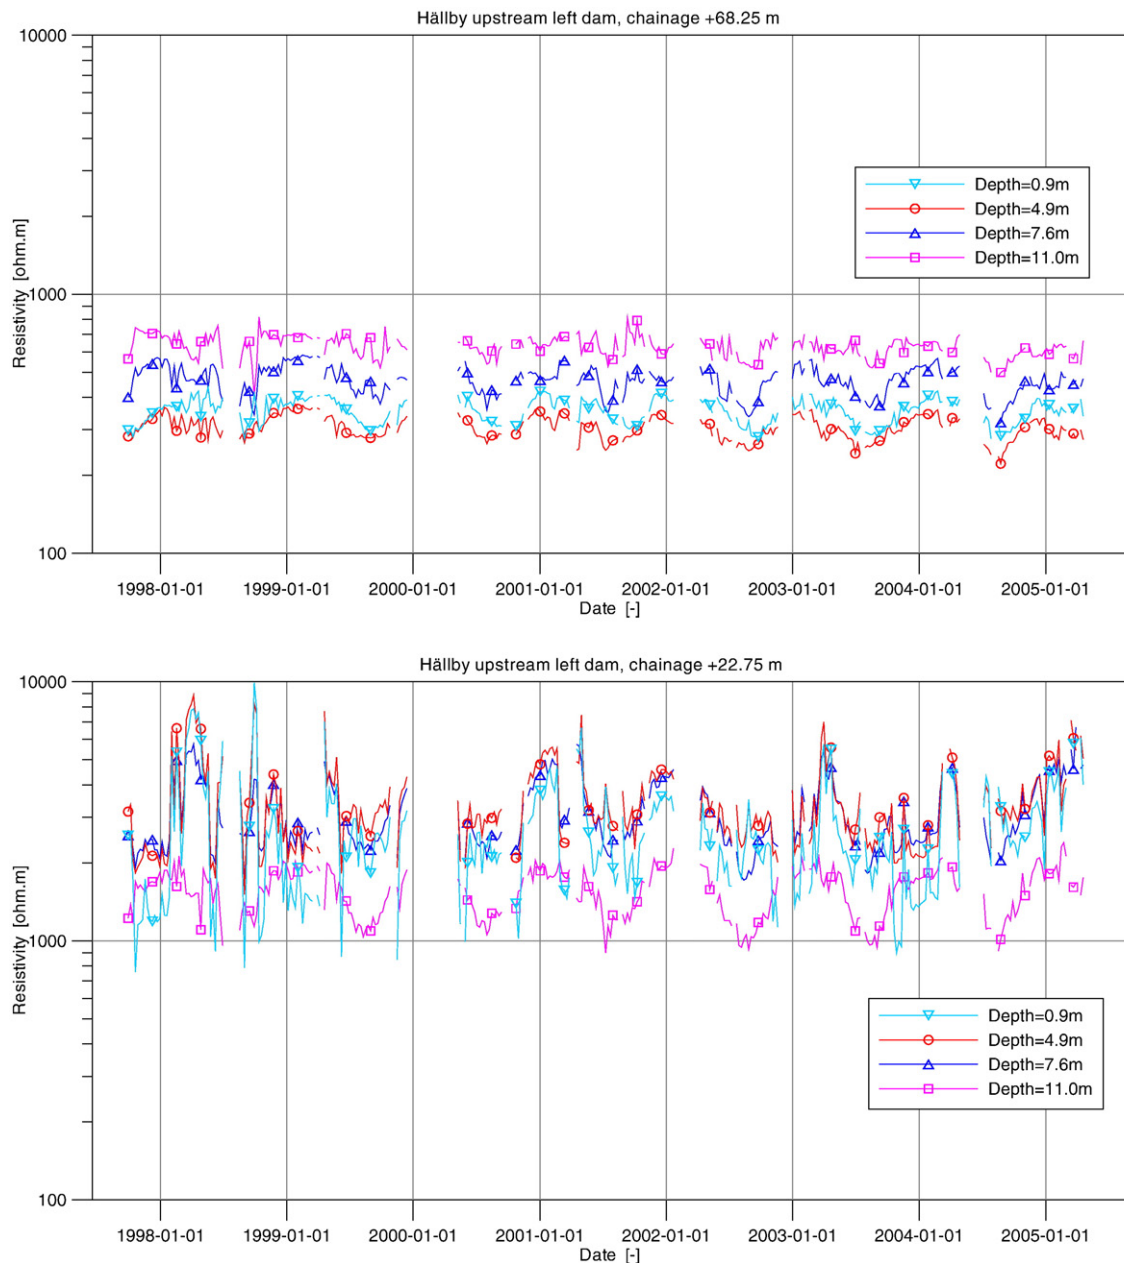 Hällby upstream left dam, chainage +68.25 m
10000
1000
100
Resistivity [ohm.m]
Depth=0.9m
Depth=4.9m
Depth=7.6m
Depth=11.0m
1998-01-01 1999-01-01 2000-01-01 2001-01-01 2002-01-01 2003-01-01 2004-01-01 2005-01-01
Date [-]
Hällby upstream left dam, chainage +22.75 m
10000
1000
100
Resistivity [ohm.m]
Depth=0.9m
Depth=4.9m
Depth=7.6m
Depth=11.0m
1998-01-01 1999-01-01 2000-01-01 2001-01-01 2002-01-01 2003-01-01 2004-01-01 2005-01-01
Date [-]